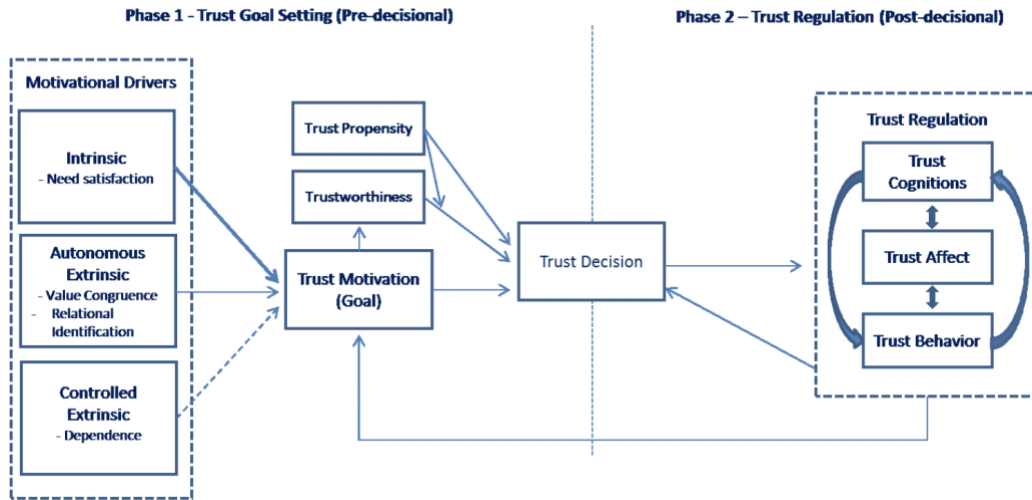 Phase 1 - Trust Goal Setting (Pre-decisional)
Phase 2 – Trust Regulation (Post-decisional)
Motivational Drivers
Intrinsic
- Need satisfaction
Autonomous
Extrinsic
- Value Congruence
- Relational
Identification
Controlled
Extrinsic
- Dependence
Trust Propensity
Trustworthiness
Trust Motivation
(Goal)
Trust Decision
Trust Regulation
Trust
Cognitions
Trust Affect
Trust Behavior